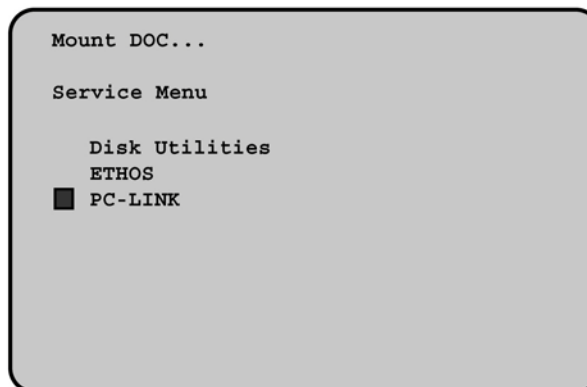 Mount DOC...
Service Menu
Disk Utilities
ETHOS
PC-LINK